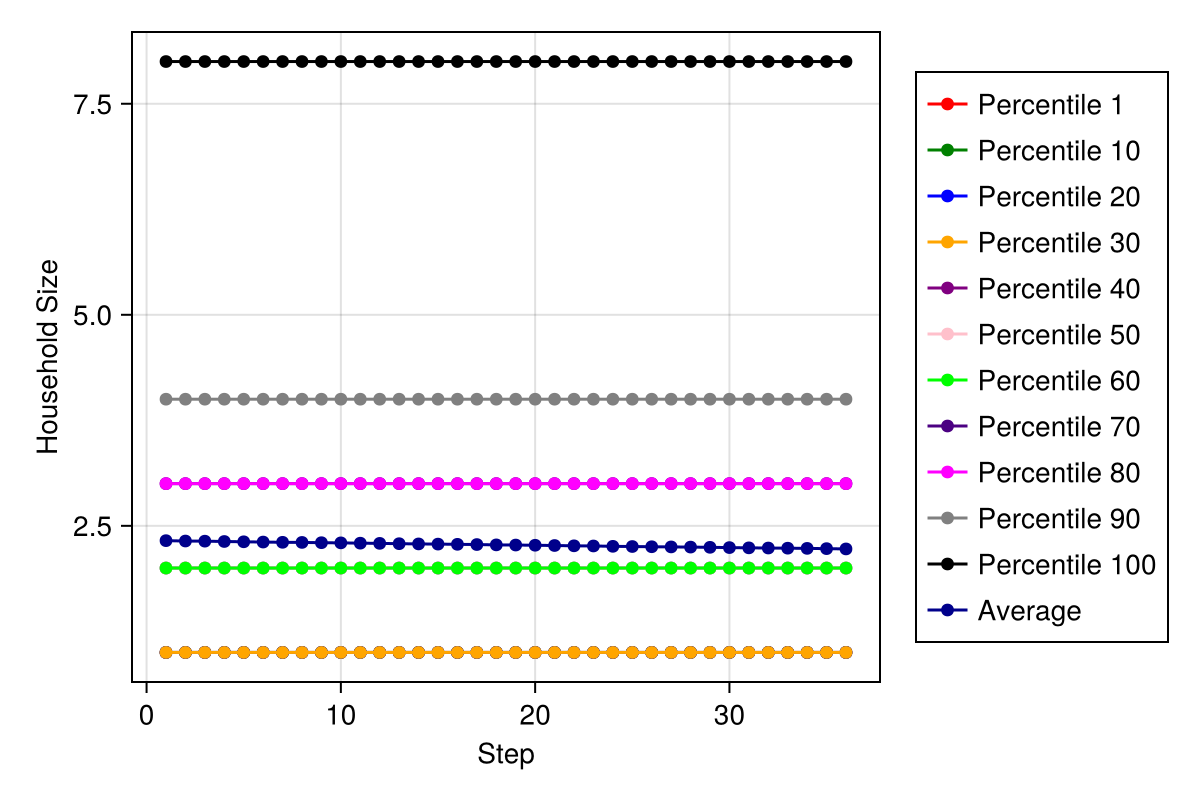 7.5
5.0
2.5
Household Size
0 10 20 30
Step
Percentile 1
Percentile 10
Percentile 20
Percentile 30
Percentile 40
Percentile 50
Percentile 60
Percentile 70
Percentile 80
Percentile 90
Percentile 100
Average